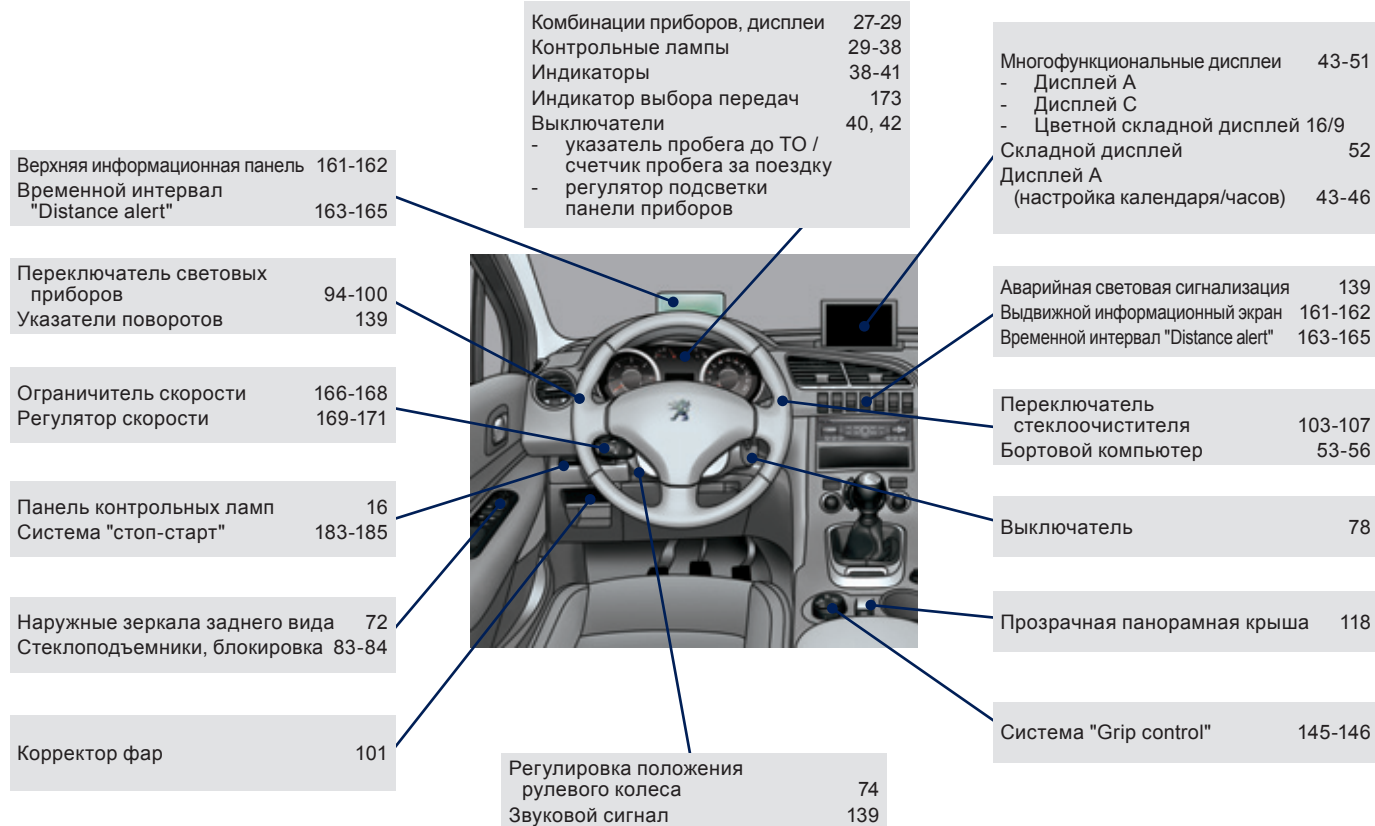 Комбинации приборов, дисплеи 27-29
Контрольные лампы 29-38
Индикаторы 38-41
Индикатор выбора передач 173
Выключатели 40, 42
- указатель пробега до ТО /
счетчик пробега за поездку
- регулятор подсветки
панели приборов
Многофункциональные дисплеи 43-51
- Дисплей A
- Дисплей C
- Цветной складной дисплей 16/9
Складной дисплей 52
Дисплей A
(настройка календаря/часов) 43-46
Верхняя информационная панель 161-162
Временной интервал
"Distance alert" 163-165
Переключатель световых
приборов 94-100
Указатели поворотов 139
Ограничитель скорости 166-168
Регулятор скорости 169-171
Панель контрольных ламп 16
Система "стоп-старт" 183-185
Наружные зеркала заднего вида 72
Стеклоподъемники, блокировка 83-84
Корректор фар 101
Аварийная световая сигнализация 139
Выдвижной информационный экран 161-162
Временной интервал "Distance alert" 163-165
Переключатель
стеклоочистителя 103-107
Бортовой компьютер 53-56
Выключатель 78
Прозрачная панорамная крыша 118
Система "Grip control" 145-146
Регулировка положения
рулевого колеса 74
Звуковой сигнал 139